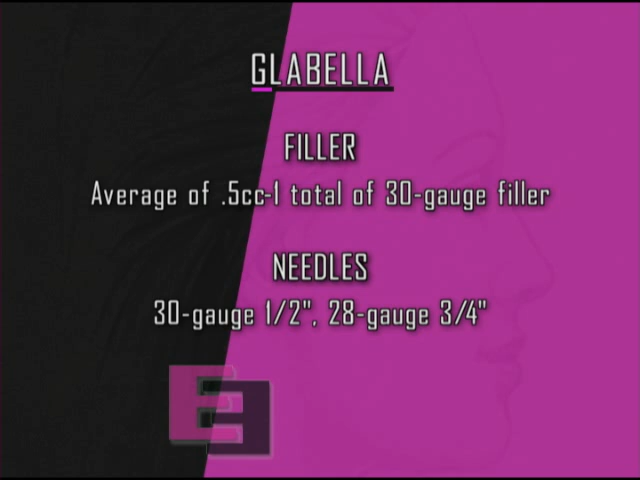 GLABELLA
FILLER
Average of .5cc-1 total of 30-gauge filler
NEEDLES
30-gauge 1/2", 28-gauge 3/4"